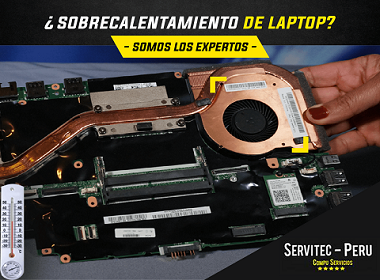 ¿ SOBRECALENTAMIENTO DE LAPTOP?
- SOMOS LOS EXPERTOS -
SERVITEC - PERU
COMPU SERVICIOS